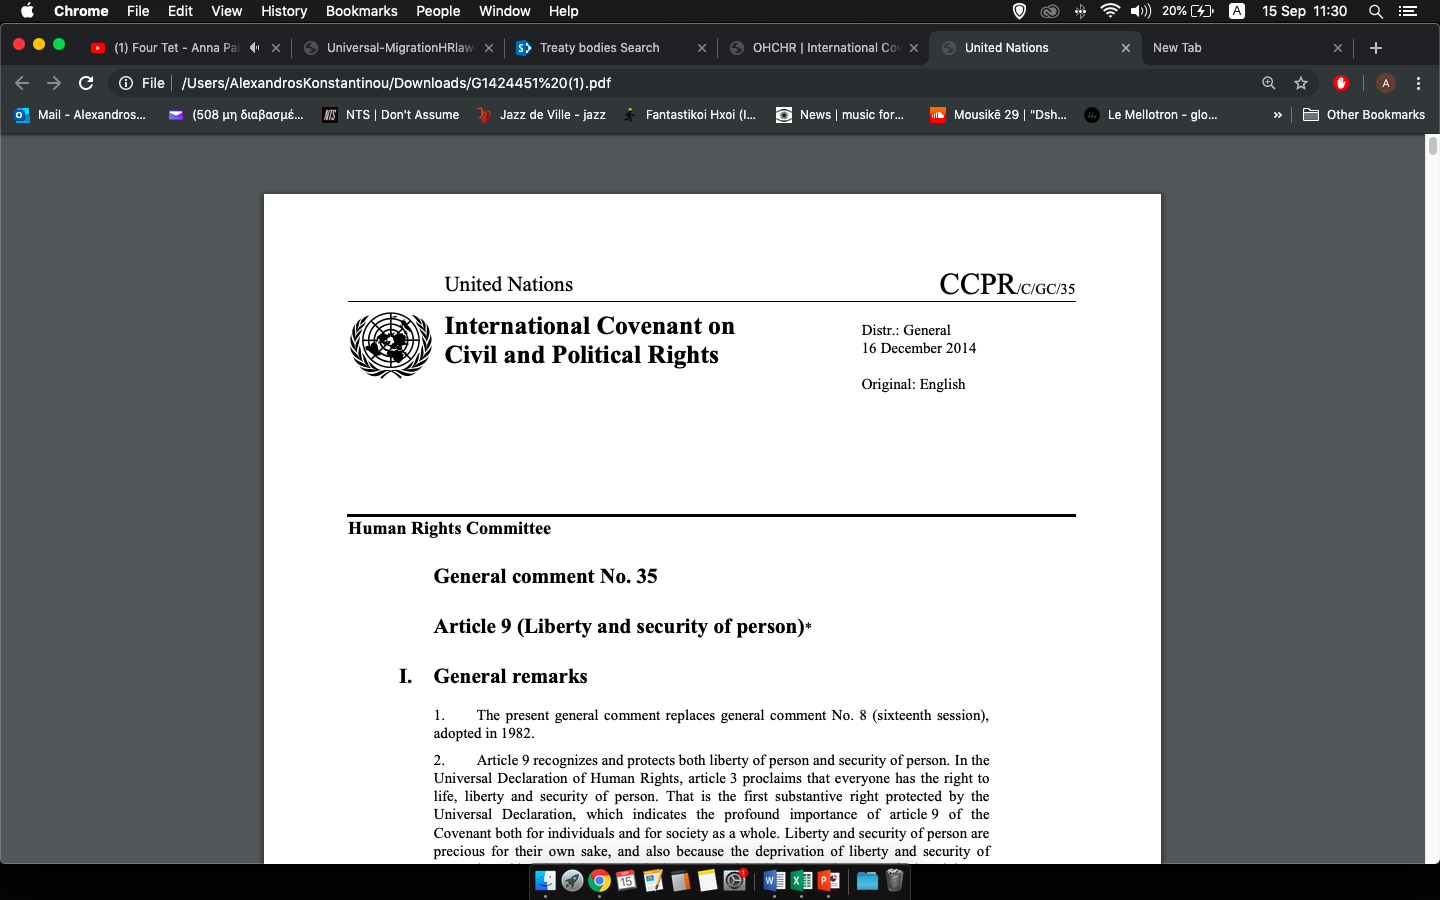 Chrome File Edit View History Bookmarks People Window Help 20% A 15 Sep 11:30
(1) Four Tet - Anna Pai Universal-MigrationHRlaw Treaty bodies Search OHCHR | International Cov United Nations New Tab
File /Users/AlexandrosKonstantinou/Downloads/G1424451%20(1).pdf A
Mail - Alexandros... (508 μη διαβασμέ... NTS | Don't Assume Jazz de Ville - jazz Fantastikoi Hxoi (I... News | music for... Mousikē 29 | "Dsh... Le Mellotron - glo... » Other Bookmarks
United Nations CCPR/C/GC/35
International Covenant on
Civil and Political Rights
Distr.: General
16 December 2014
Original: English
Human Rights Committee
General comment No. 35
Article 9 (Liberty and security of person)*
I. General remarks
1. The present general comment replaces general comment No. 8 (sixteenth session),
adopted in 1982.
2. Article 9 recognizes and protects both liberty of person and security of person. In the
Universal Declaration of Human Rights, article 3 proclaims that everyone has the right to
life, liberty and security of person. That is the first substantive right protected by the
Universal Declaration, which indicates the profound importance of article 9 of the
Covenant both for individuals and for society as a whole. Liberty and security of person are
precious for their own sake, and also because the deprivation of liberty and security of
15 1